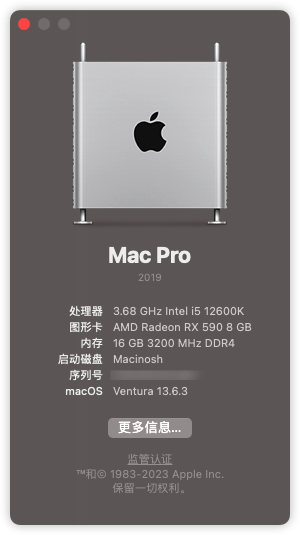 Mac Pro
2019
处理器 3.68 GHz Intel i5 12600K
图形卡 AMD Radeon RX 590 8 GB
内存 16 GB 3200 MHz DDR4
启动磁盘 Macinosh
序列号
macOS Ventura 13.6.3
更多信息...
监管认证
™和© 1983-2023 Apple Inc.
保留一切权利。